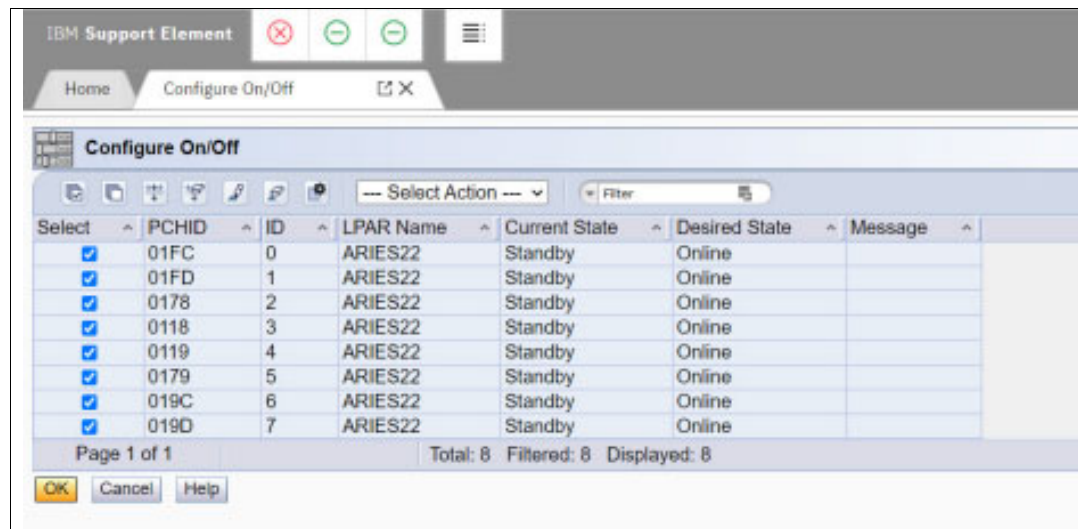 IBM Support Element
Home Configure On/Off
Configure On/Off
--- Select Action --- Filter
Select PCHID ID LPAR Name Current State Desired State Message
01FC 0 ARIES22 Standby Online
01FD 1 ARIES22 Standby Online
0178 2 ARIES22 Standby Online
0118 3 ARIES22 Standby Online
0119 4 ARIES22 Standby Online
0179 5 ARIES22 Standby Online
019C 6 ARIES22 Standby Online
019D 7 ARIES22 Standby Online
Page 1 of 1 Total: 8 Filtered: 8 Displayed: 8
OK Cancel Help